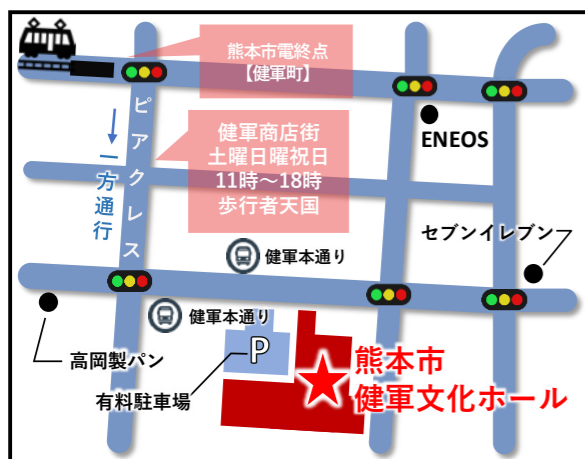 熊本市電終点
【健軍町】
ピアクレス
一方通行
健軍商店街
土曜日曜祝日
11時～18時
歩行者天国
ENEOS
セブンイレブン
健軍本通り
健軍本通り
高岡製パン
P
有料駐車場
熊本市
健軍文化ホール